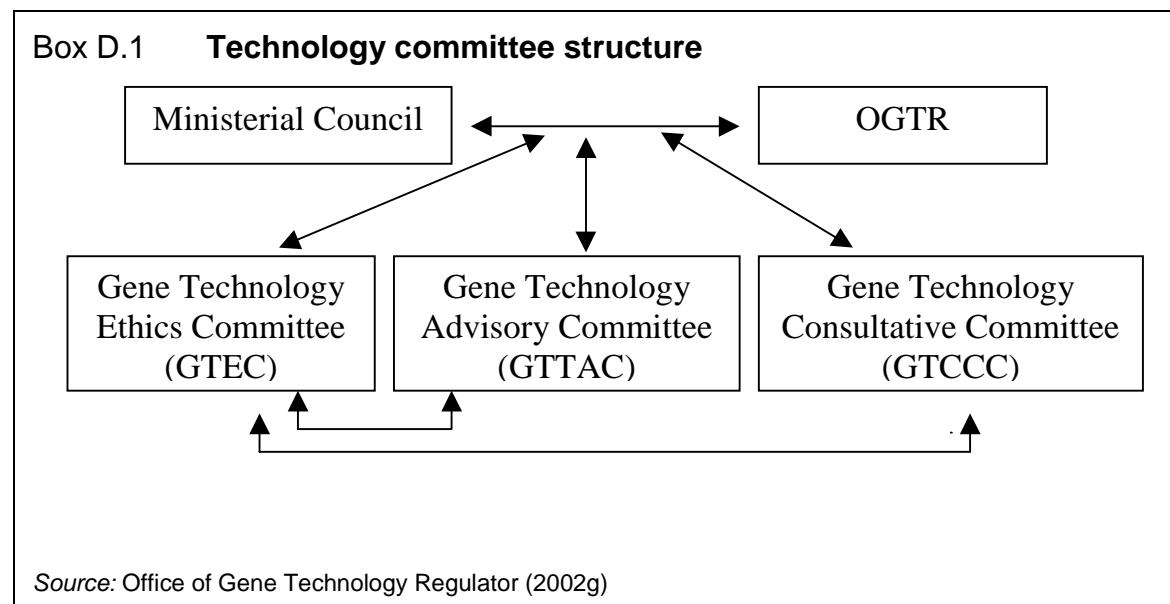 Box D.1 Technology committee structure
Ministerial Council
OGTR
Gene Technology
Ethics Committee
(GTEC)
Gene Technology
Advisory Committee
(GTTAC)
Gene Technology
Consultative Committee
(GTCCC)
Source: Office of Gene Technology Regulator (2002g)